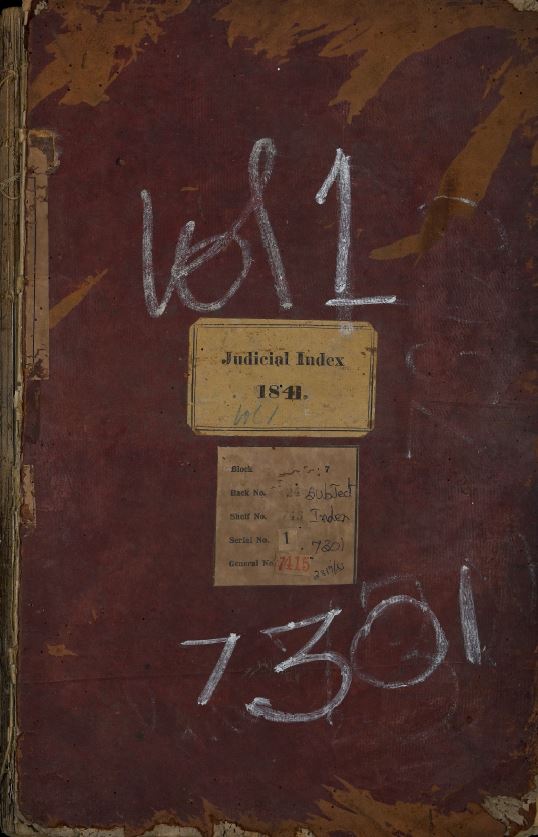 Vol 1
Judicial Index
1841.
Vol 1
Block 7
Rack No. Subject
Shelf No. Index
Serial No. 1 7301
General No. 7415
7301